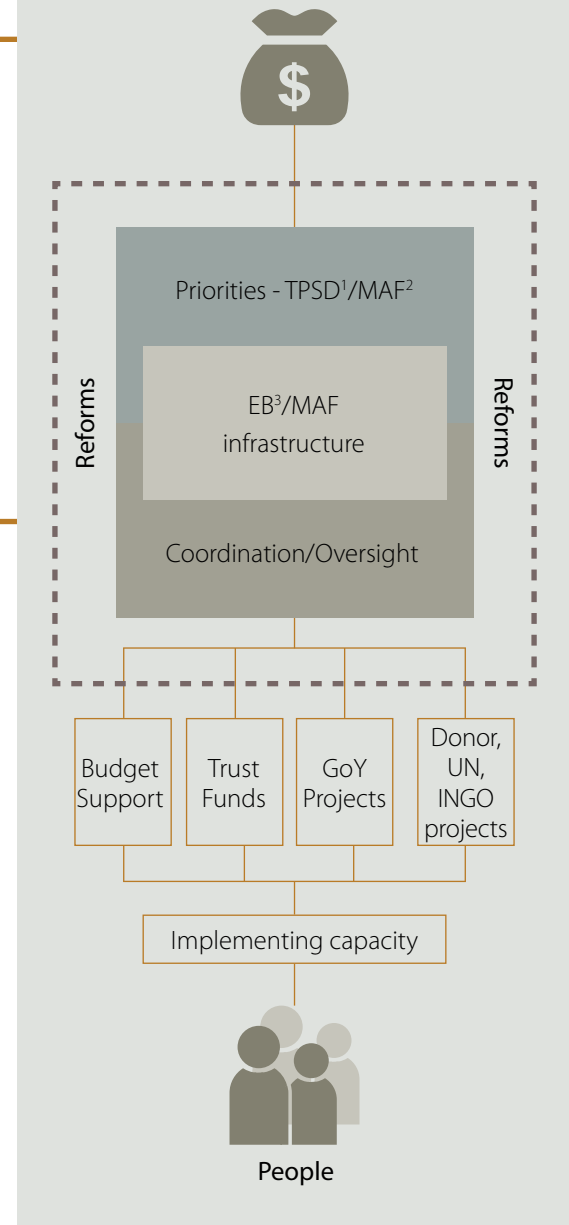 $
Priorities - TPSD¹/MAF²
Reforms
Reforms
EB³/MAF
infrastructure
Coordination/Oversight
Budget
Support
Trust
Funds
GoY
Projects
Donor,
UN,
INGO
projects
Implementing capacity
People